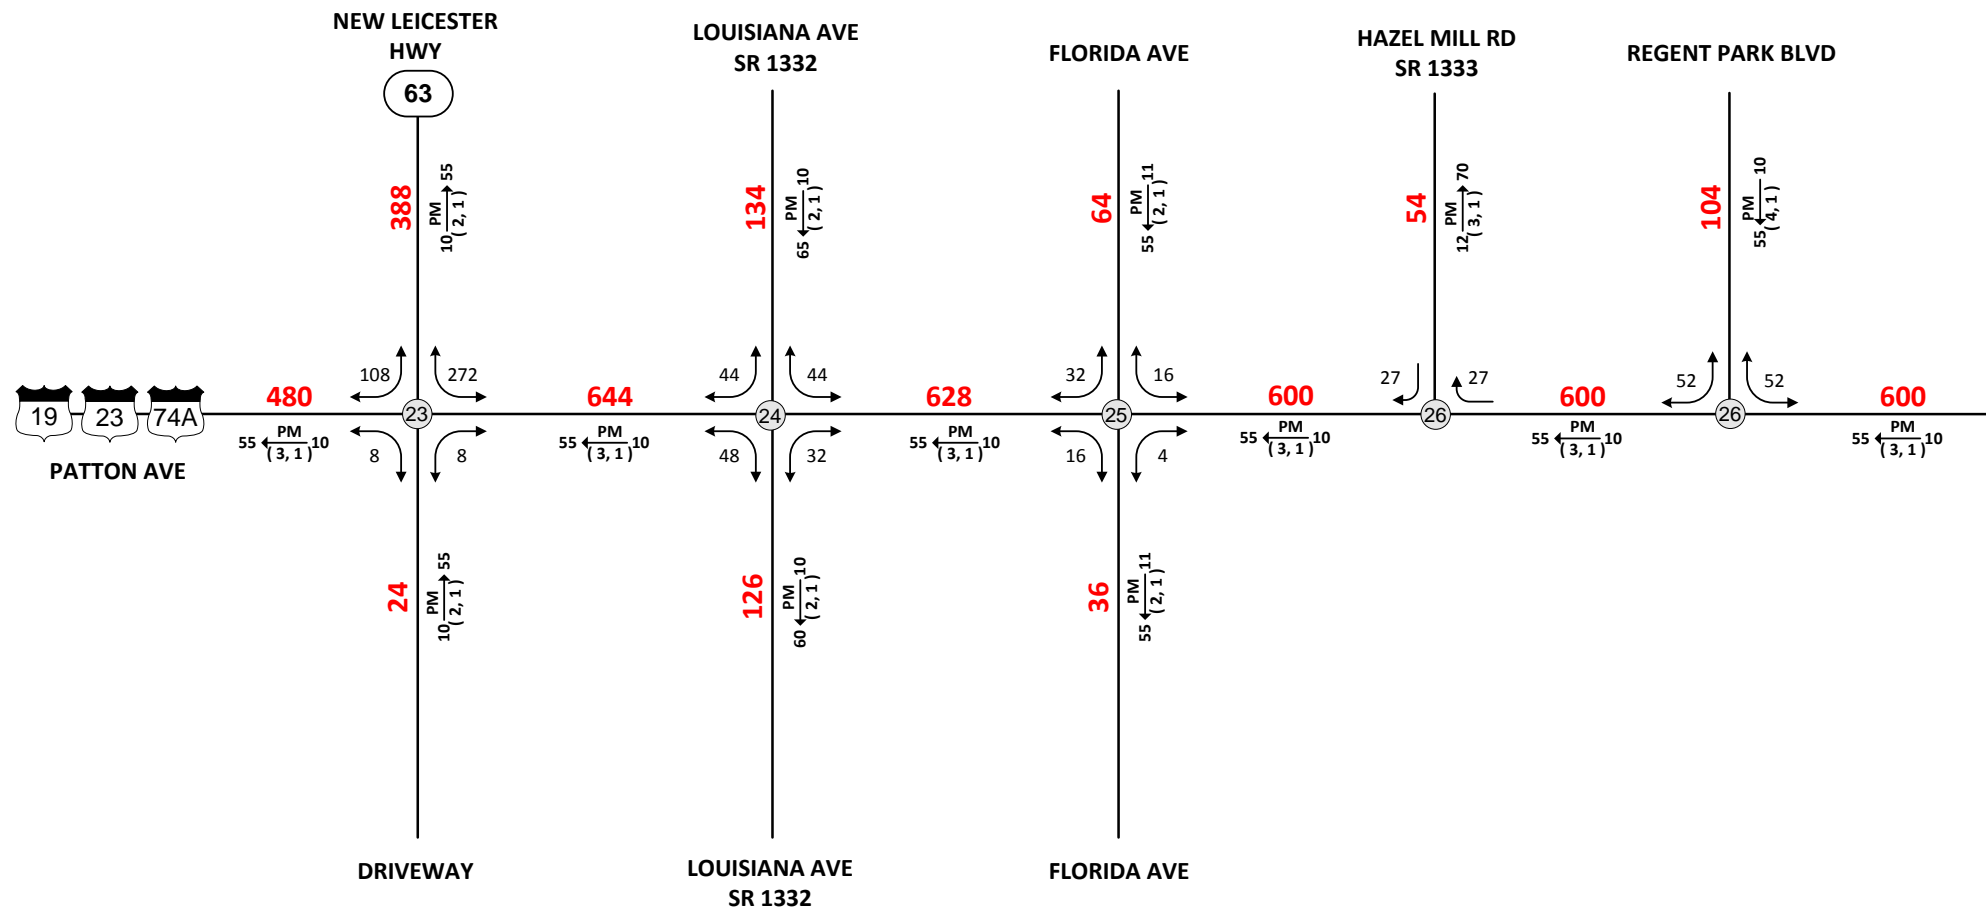 NEW LEICESTER
HWY
63
LOUISIANA AVE
SR 1332
FLORIDA AVE
HAZEL MILL RD
SR 1333
REGENT PARK BLVD
388
PM
10 55
( 2, 1 )
134
PM
10
65
( 2, 1 )
64
PM
11
55
( 2, 1 )
54
PM
12 70
( 3, 1 )
104
PM
10
55
( 4, 1 )
108
272
44
44
32
16
27
27
52
52
19
23
74A
480
23
644
24
628
25
600
26
600
26
600
55 PM 10
( 3, 1 )
55 PM 10
( 3, 1 )
55 PM 10
( 3, 1 )
55 PM 10
( 3, 1 )
55 PM 10
( 3, 1 )
55 PM 10
( 3, 1 )
PATTON AVE
8
8
48
32
16
4
24
PM
10 55
( 2, 1 )
126
PM
10
60
( 2, 1 )
36
PM
11
55
( 2, 1 )
DRIVEWAY
LOUISIANA AVE
SR 1332
FLORIDA AVE